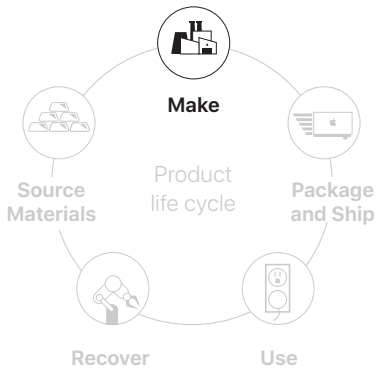 Make
Source
Materials
Product
life cycle
Package
and Ship
Recover
Use